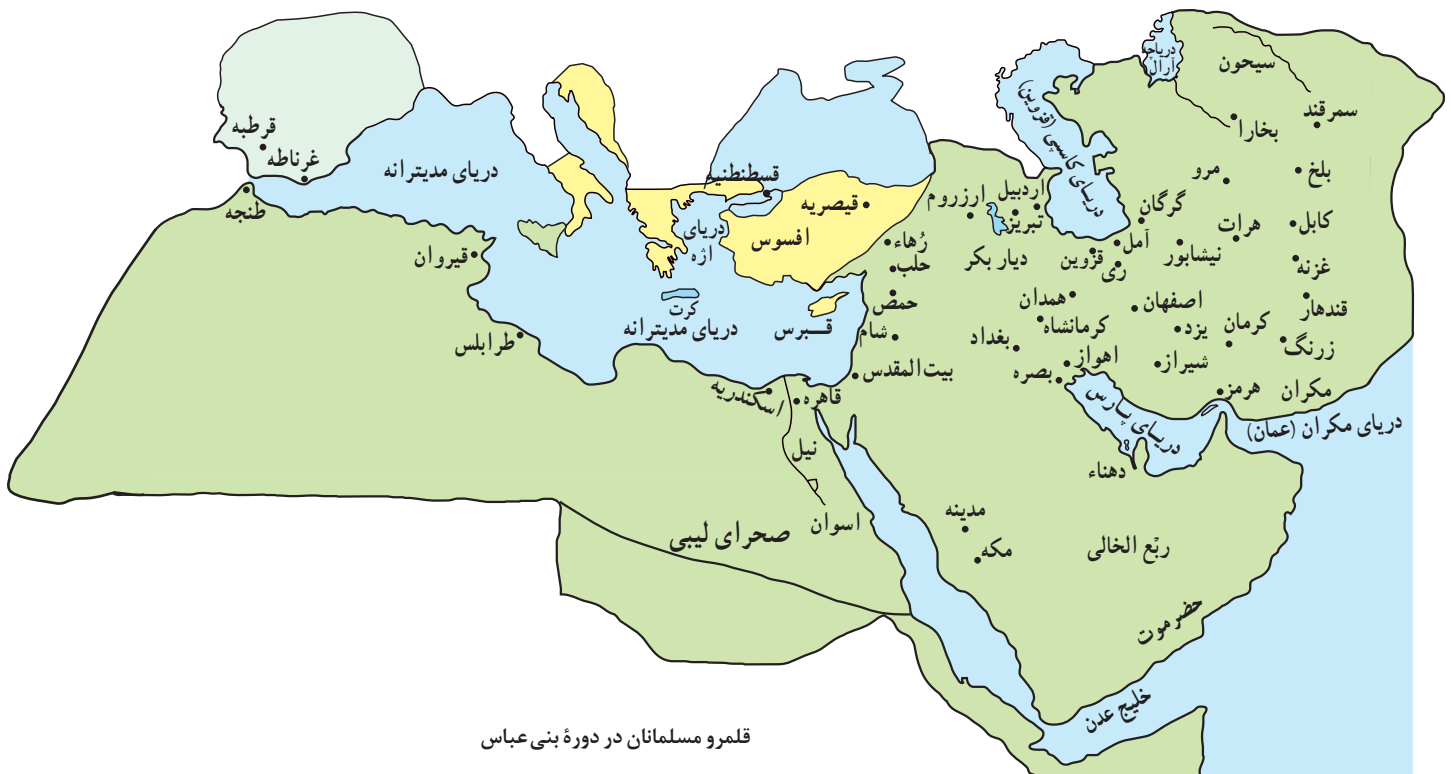 دریاچه
آرال
سیحون
سمرقند
بخارا
بلخ
مرو
دریای کاسپی (قزوین)
گرگان
کابل
هرات
نیشابور
غزنه
آمل
ری
قزوین
اردبیل
تبریز
ارزروم
دیار بکر
رُهاء
حلب
حمص
شام
بیت المقدس
همدان
کرمانشاه
بغداد
اصفهان
یزد
کرمان
قندهار
زرنگ
شیراز
اهواز
بصره
هرمز
مکران
دریای مکران (عمان)
دریای پارس
دهناء
ربْع الخالی
حضرموت
خلیج عدن
مدینه
مکه
قسطنطنیه
قیصریه
افسوس
دریای
اژه
کرت
قبرس
دریای مدیترانه
دریای مدیترانه
قرطبه
غرناطه
طنجه
قیروان
طرابلس
اسکندریه
قاهره
نیل
اسوان
صحرای لیبی
قلمرو مسلمانان در دورهٔ بنی عباس